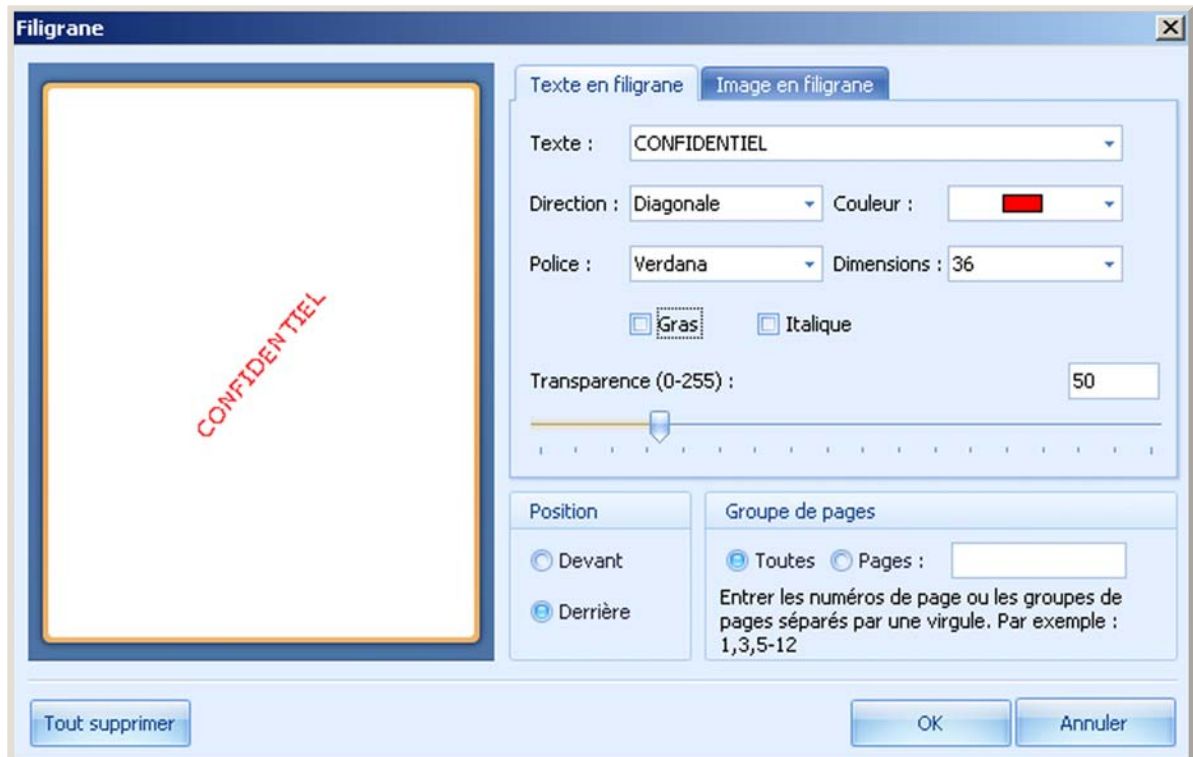 Filigrane
CONFIDENTIEL
Texte en filigrane Image en filigrane
Texte : CONFIDENTIEL
Direction : Diagonale Couleur :
Police : Verdana Dimensions : 36
Gras Italique
Transparence (0-255) : 50
Position
Devant
Derrière
Groupe de pages
Toutes Pages :
Entrer les numéros de page ou les groupes de
pages séparés par une virgule. Par exemple :
1,3,5-12
Tout supprimer OK Annuler